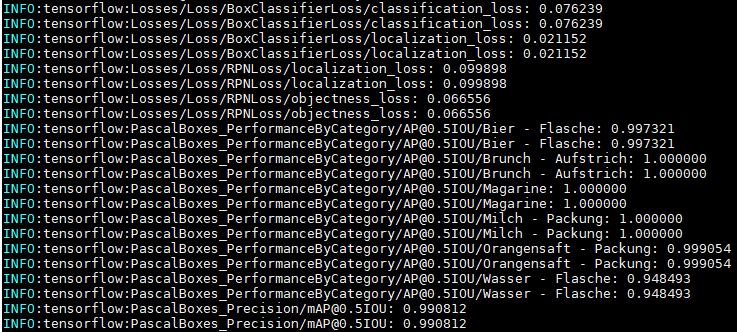 INFO:tensorflow:Losses/Loss/BoxClassifierLoss/classification_loss: 0.076239
INFO:tensorflow:Losses/Loss/BoxClassifierLoss/classification_loss: 0.076239
INFO:tensorflow:Losses/Loss/BoxClassifierLoss/localization_loss: 0.021152
INFO:tensorflow:Losses/Loss/BoxClassifierLoss/localization_loss: 0.021152
INFO:tensorflow:Losses/Loss/RPNLoss/localization_loss: 0.099898
INFO:tensorflow:Losses/Loss/RPNLoss/localization_loss: 0.099898
INFO:tensorflow:Losses/Loss/RPNLoss/objectness_loss: 0.066556
INFO:tensorflow:Losses/Loss/RPNLoss/objectness_loss: 0.066556
INFO:tensorflow:PascalBoxes_PerformanceByCategory/AP@0.5IOU/Bier - Flasche: 0.997321
INFO:tensorflow:PascalBoxes_PerformanceByCategory/AP@0.5IOU/Bier - Flasche: 0.997321
INFO:tensorflow:PascalBoxes_PerformanceByCategory/AP@0.5IOU/Brunch - Aufstrich: 1.000000
INFO:tensorflow:PascalBoxes_PerformanceByCategory/AP@0.5IOU/Brunch - Aufstrich: 1.000000
INFO:tensorflow:PascalBoxes_PerformanceByCategory/AP@0.5IOU/Magarine: 1.000000
INFO:tensorflow:PascalBoxes_PerformanceByCategory/AP@0.5IOU/Magarine: 1.000000
INFO:tensorflow:PascalBoxes_PerformanceByCategory/AP@0.5IOU/Milch - Packung: 1.000000
INFO:tensorflow:PascalBoxes_PerformanceByCategory/AP@0.5IOU/Milch - Packung: 1.000000
INFO:tensorflow:PascalBoxes_PerformanceByCategory/AP@0.5IOU/Orangensaft - Packung: 0.999054
INFO:tensorflow:PascalBoxes_PerformanceByCategory/AP@0.5IOU/Orangensaft - Packung: 0.999054
INFO:tensorflow:PascalBoxes_PerformanceByCategory/AP@0.5IOU/Wasser - Flasche: 0.948493
INFO:tensorflow:PascalBoxes_PerformanceByCategory/AP@0.5IOU/Wasser - Flasche: 0.948493
INFO:tensorflow:PascalBoxes_Precision/mAP@0.5IOU: 0.990812
INFO:tensorflow:PascalBoxes_Precision/mAP@0.5IOU: 0.990812